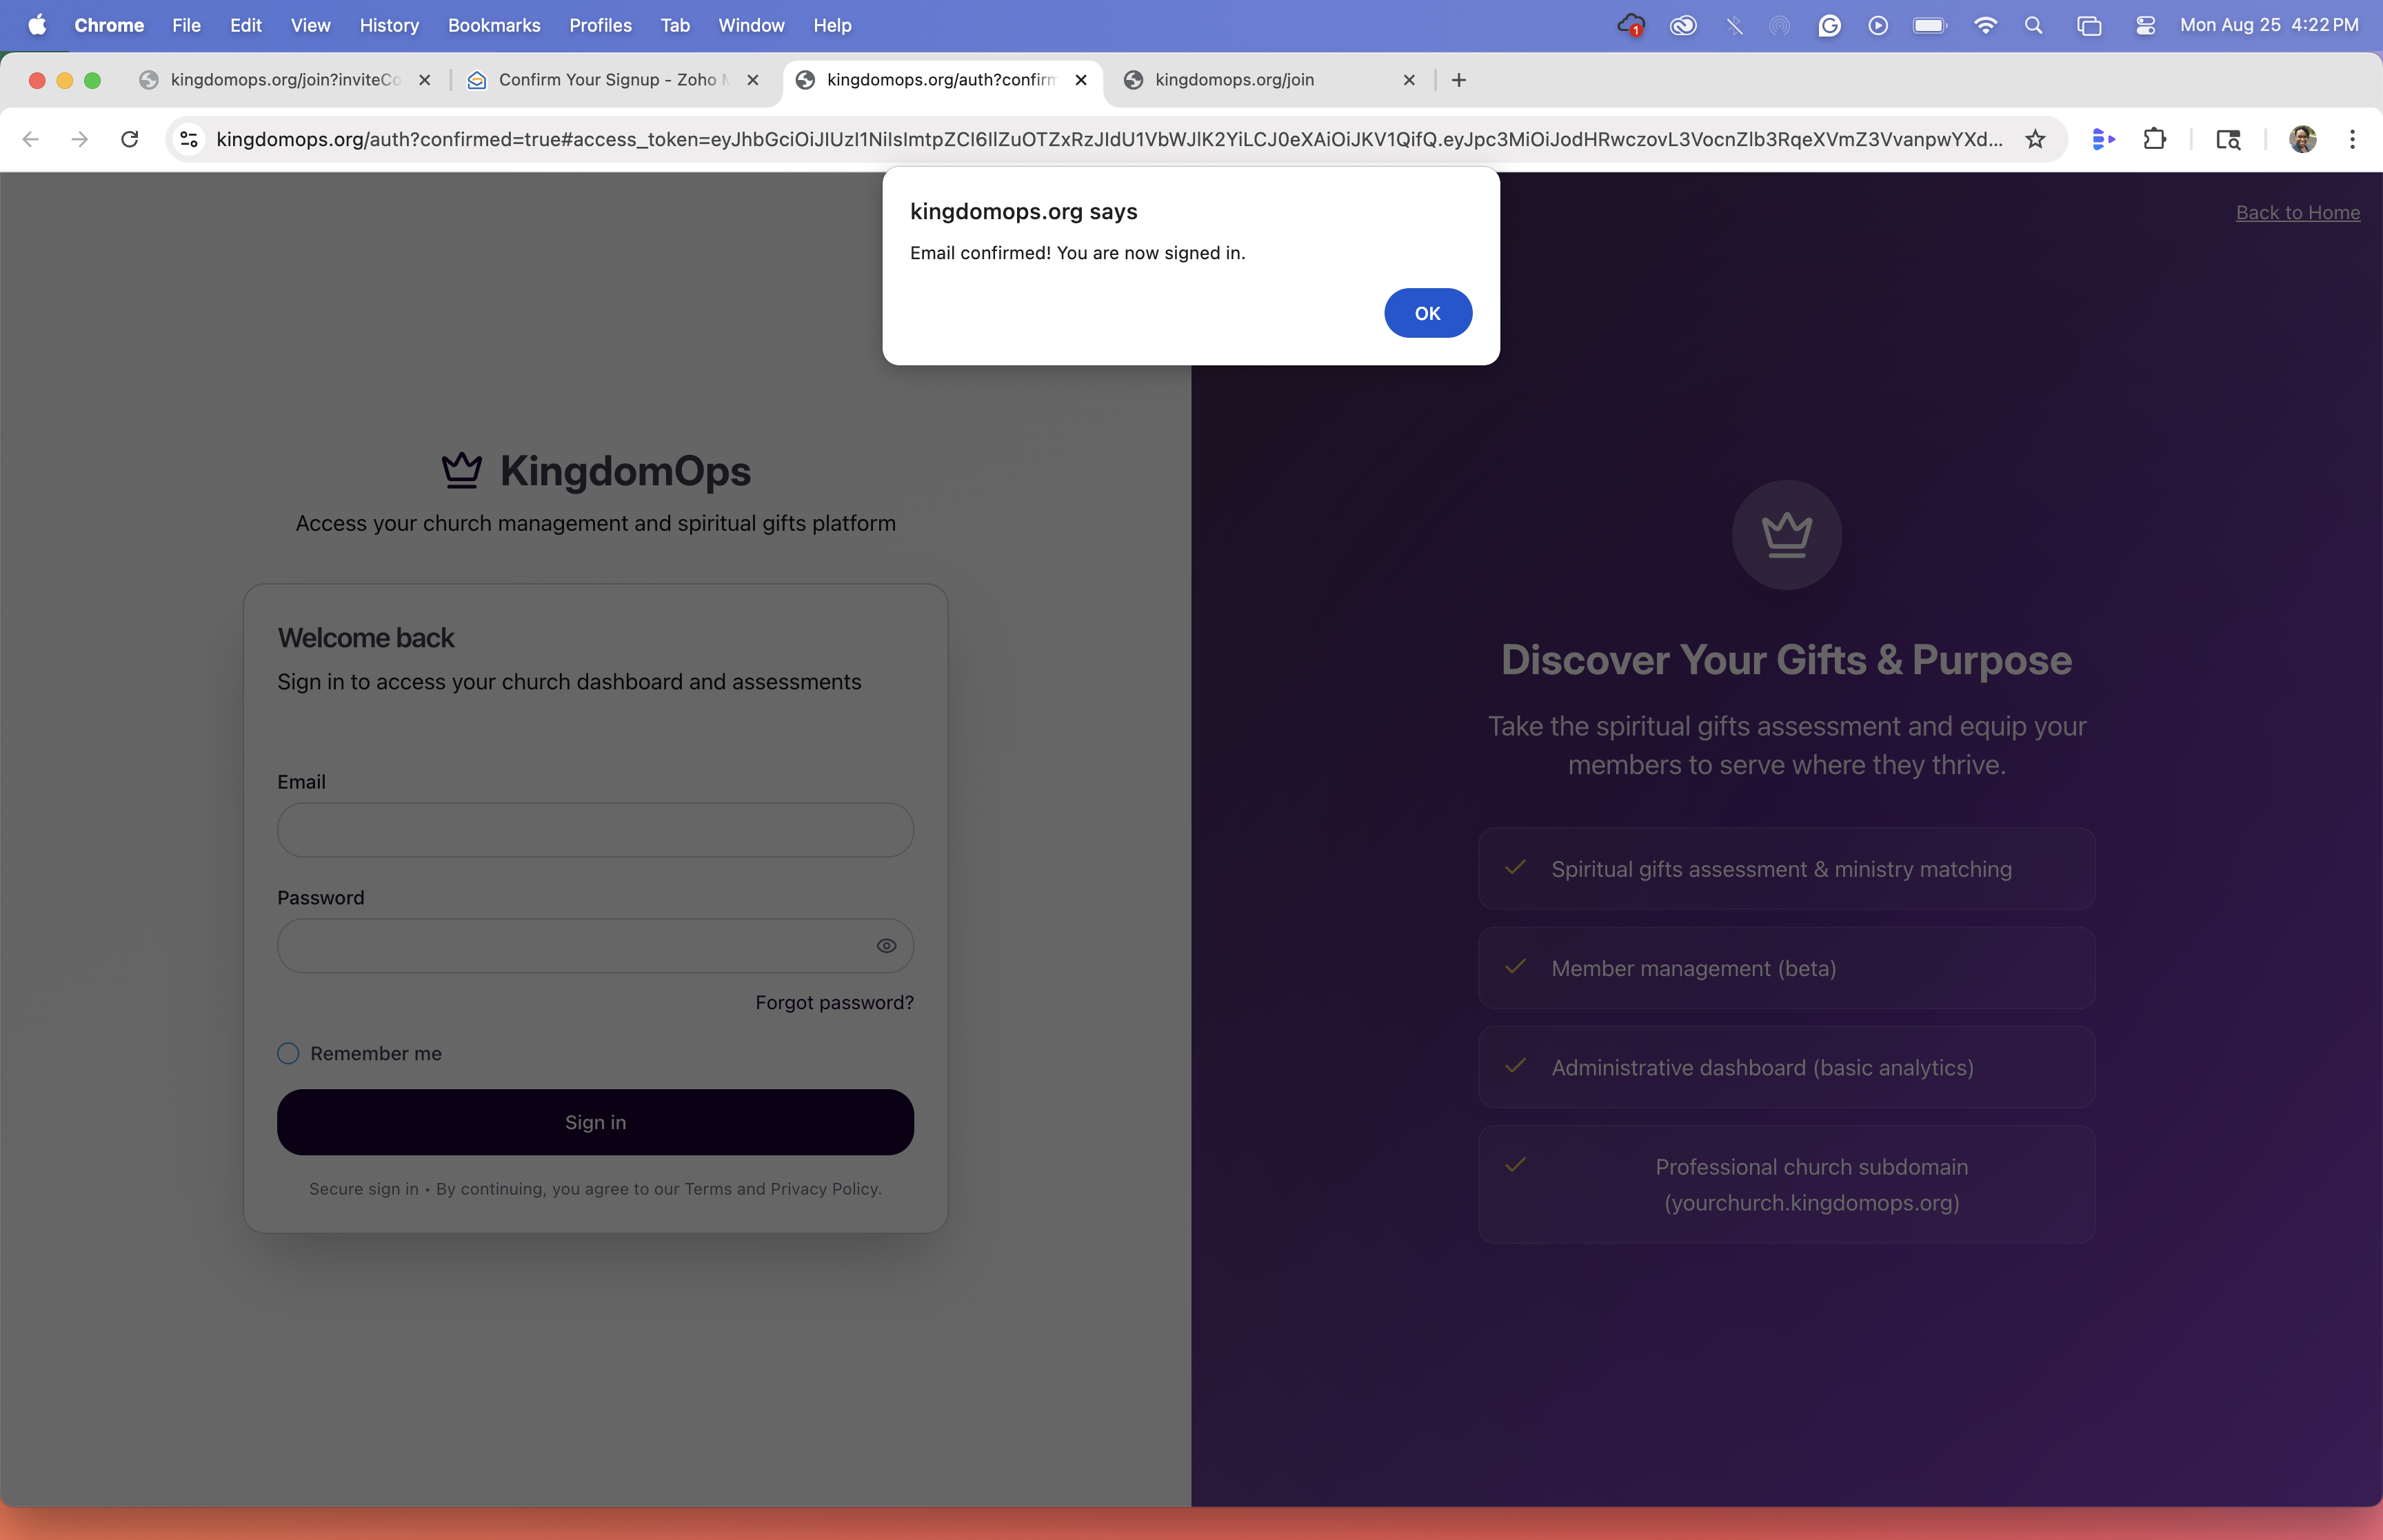 Chrome File Edit View History Bookmarks Profiles Tab Window Help 1 Mon Aug 25 4:22 PM
kingdomops.org/join?inviteCo Confirm Your Signup - Zoho kingdomops.org/auth?confirm kingdomops.org/join
kingdomops.org/auth?confirmed=true#access_token=
kingdomops.org says
Email confirmed! You are now signed in.
OK
Back to Home
KingdomOps
Access your church management and spiritual gifts platform
Welcome back
Sign in to access your church dashboard and assessments
Email
Password
Forgot password?
Remember me
Sign in
Secure sign in • By continuing, you agree to our Terms and Privacy Policy.
Discover Your Gifts & Purpose
Take the spiritual gifts assessment and equip your
members to serve where they thrive.
Spiritual gifts assessment & ministry matching
Member management (beta)
Administrative dashboard (basic analytics)
Professional church subdomain
(yourchurch.kingdomops.org)